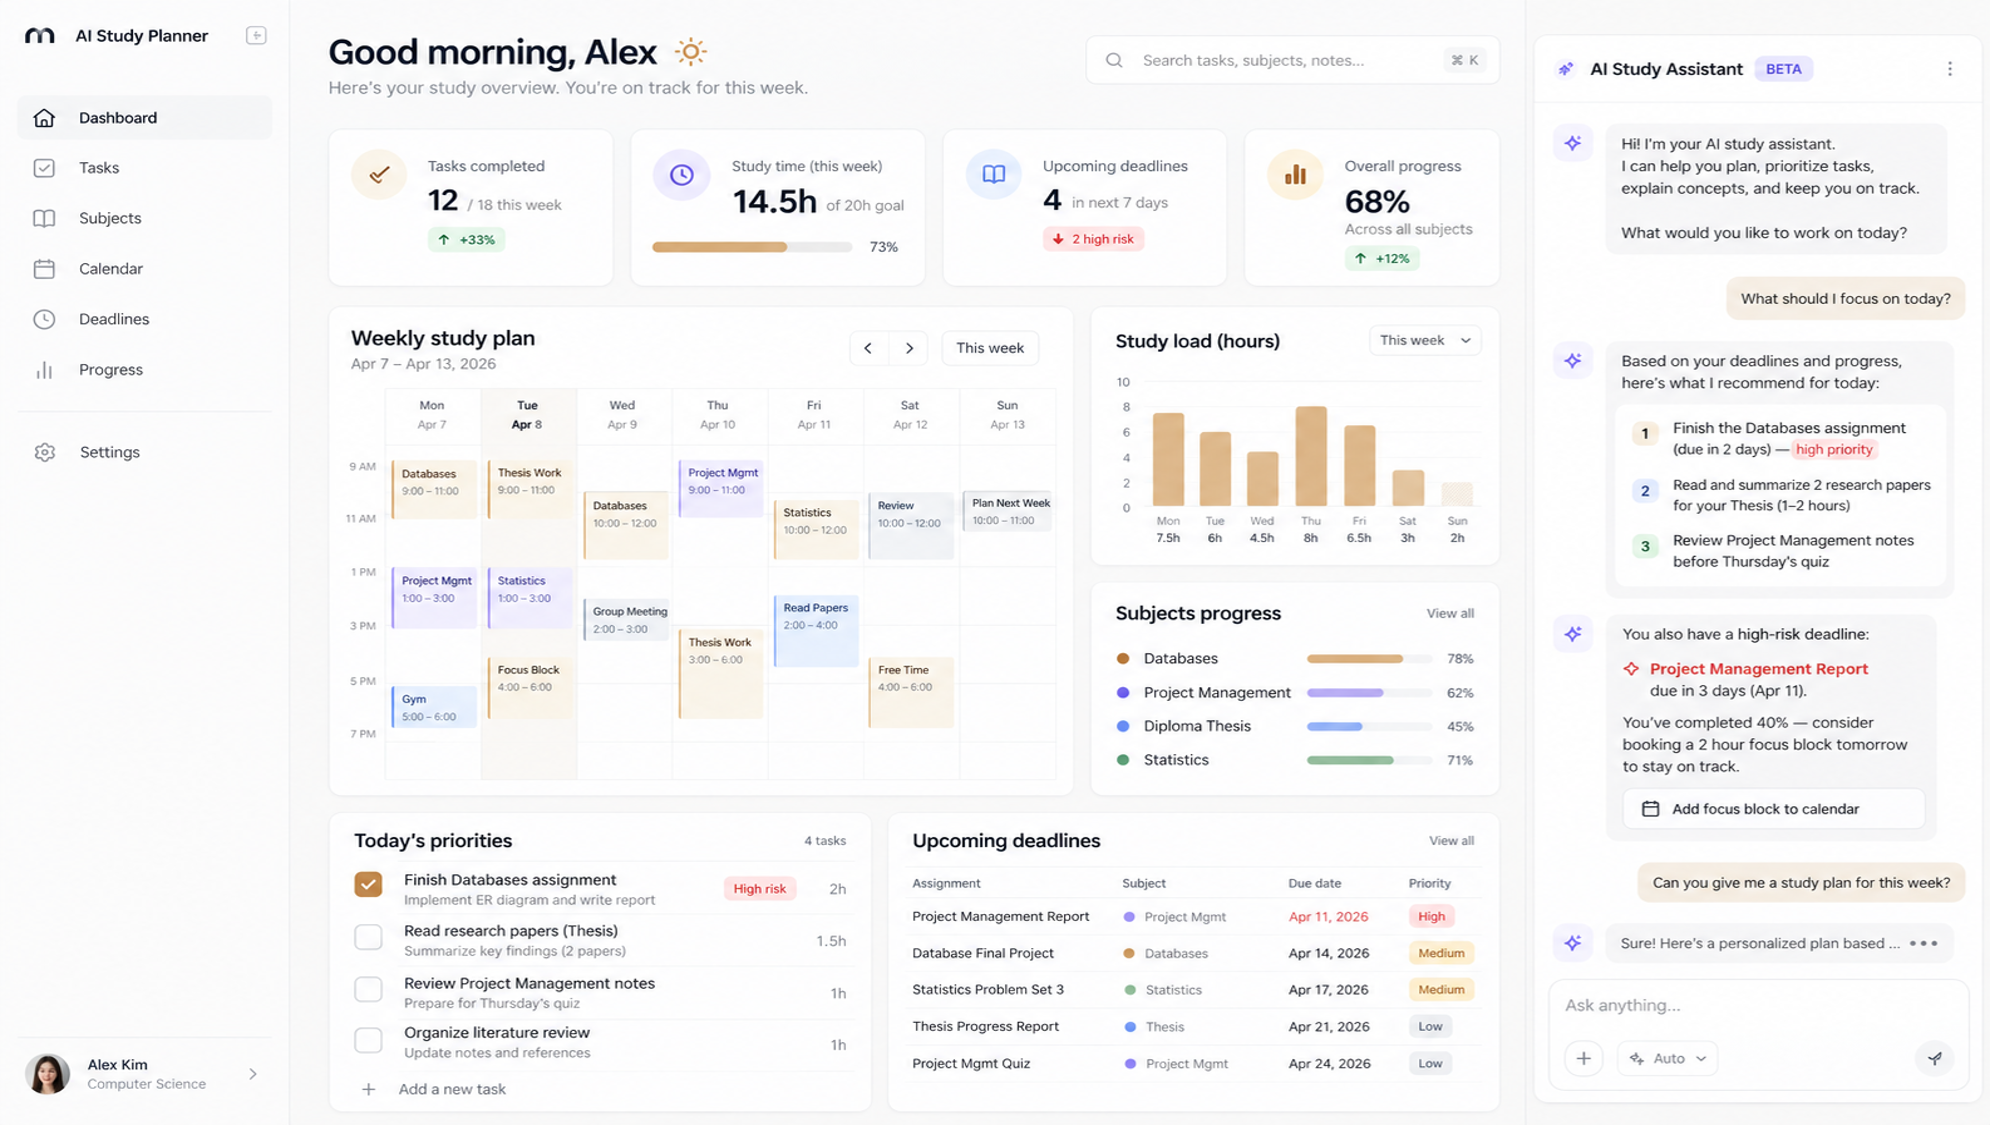 AI Study Planner
Dashboard
Tasks
Subjects
Calendar
Deadlines
Progress
Settings
Alex Kim
Computer Science
Good morning, Alex
Here's your study overview. You're on track for this week.
Search tasks, subjects, notes... ⌘ K
Tasks completed
12 / 18 this week
↑ +33%
Study time (this week)
14.5h of 20h goal
73%
Upcoming deadlines
4 in next 7 days
↓ 2 high risk
Overall progress
68%
Across all subjects
↑ +12%
Weekly study plan
Apr 7 – Apr 13, 2026
This week
Mon Tue Wed Thu Fri Sat Sun
Apr 7 Apr 8 Apr 9 Apr 10 Apr 11 Apr 12 Apr 13
9 AM
11 AM
1 PM
3 PM
5 PM
7 PM
Databases
9:00 – 11:00
Project Mgmt
1:00 – 3:00
Gym
5:00 – 6:00
Thesis Work
9:00 – 11:00
Statistics
1:00 – 3:00
Focus Block
4:00 – 6:00
Databases
10:00 – 12:00
Group Meeting
2:00 – 3:00
Project Mgmt
9:00 – 11:00
Thesis Work
3:00 – 6:00
Statistics
10:00 – 12:00
Read Papers
2:00 – 4:00
Review
10:00 – 12:00
Free Time
4:00 – 6:00
Plan Next Week
10:00 – 11:00
Study load (hours)
This week
10
8
6
4
2
0
Mon Tue Wed Thu Fri Sat Sun
7.5h 6h 4.5h 8h 6.5h 3h 2h
Subjects progress
View all
Databases 78%
Project Management 62%
Diploma Thesis 45%
Statistics 71%
Today's priorities
4 tasks
Finish Databases assignment
Implement ER diagram and write report
High risk 2h
Read research papers (Thesis)
Summarize key findings (2 papers)
1.5h
Review Project Management notes
Prepare for Thursday's quiz
1h
Organize literature review
Update notes and references
1h
+ Add a new task
Upcoming deadlines
View all
Assignment Subject Due date Priority
Project Management Report Project Mgmt Apr 11, 2026 High
Database Final Project Databases Apr 14, 2026 Medium
Statistics Problem Set 3 Statistics Apr 17, 2026 Medium
Thesis Progress Report Thesis Apr 21, 2026 Low
Project Mgmt Quiz Project Mgmt Apr 24, 2026 Low
AI Study Assistant BETA
Hi! I'm your AI study assistant.
I can help you plan, prioritize tasks,
explain concepts, and keep you on track.
What would you like to work on today?
What should I focus on today?
Based on your deadlines and progress,
here's what I recommend for today:
1 Finish the Databases assignment
(due in 2 days) — high priority
2 Read and summarize 2 research papers
for your Thesis (1–2 hours)
3 Review Project Management notes
before Thursday's quiz
You also have a high-risk deadline:
Project Management Report
due in 3 days (Apr 11).
You've completed 40% — consider
booking a 2 hour focus block tomorrow
to stay on track.
Add focus block to calendar
Can you give me a study plan for this week?
Sure! Here's a personalized plan based ...
Ask anything...
Auto